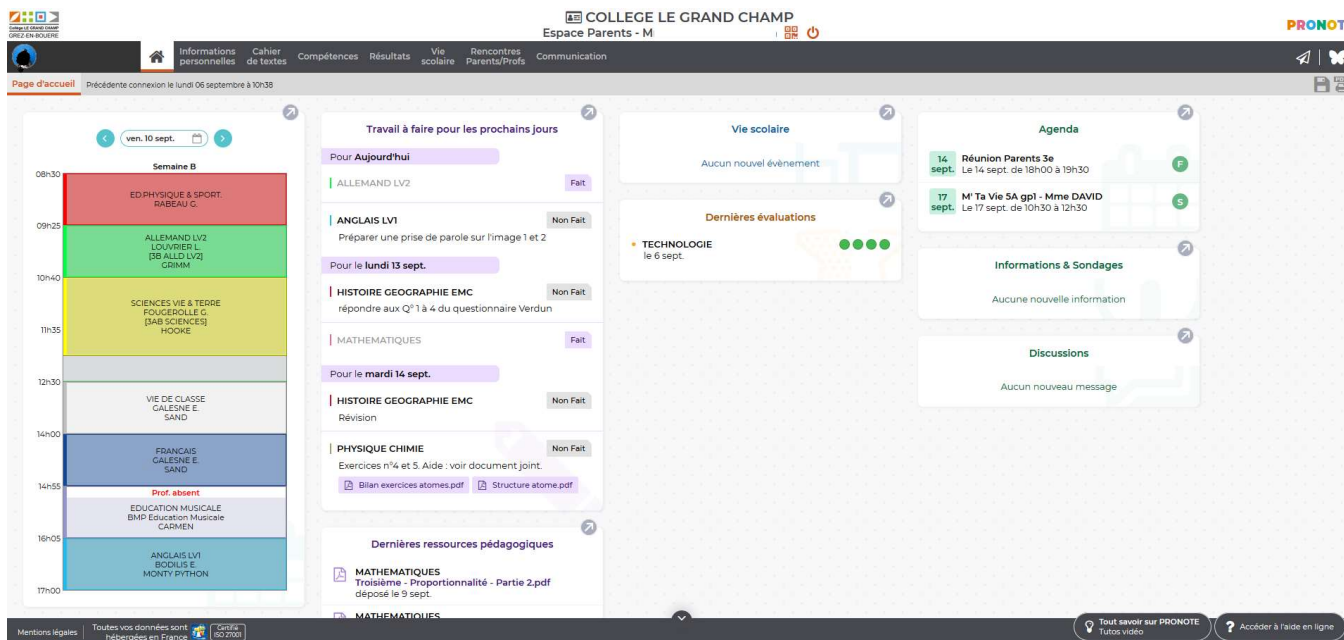 Collège LE GRAND CHAMP
GREZ-EN-BOUERE
COLLEGE LE GRAND CHAMP
Espace Parents - M
PRONOT
Informations personnelles
Cahier de textes
Compétences
Résultats
Vie scolaire
Rencontres Parents/Profs
Communication
Page d'accueil
Précédente connexion le lundi 06 septembre à 10h38
ven. 10 sept.
Semaine B
08h30
ED.PHYSIQUE & SPORT.
RABEAU G.
09h25
ALLEMAND LV2
LOUVRIER L.
[3B ALLD LV2]
GRIMM
10h40
SCIENCES VIE & TERRE
FOUGEROLLE G.
[3AB SCIENCES]
HOOKE
11h35
12h30
VIE DE CLASSE
GALESNE E.
SAND
14h00
FRANCAIS
GALESNE E.
SAND
14h55
Prof. absent
EDUCATION MUSICALE
BMP Education Musicale
CARMEN
16h05
ANGLAIS LV1
BODILIS E.
MONTY PYTHON
17h00
Travail à faire pour les prochains jours
Pour Aujourd'hui
ALLEMAND LV2
Fait
ANGLAIS LV1
Non Fait
Préparer une prise de parole sur l'image 1 et 2
Pour le lundi 13 sept.
HISTOIRE GEOGRAPHIE EMC
Non Fait
répondre aux Q° 1 à 4 du questionnaire Verdun
MATHEMATIQUES
Fait
Pour le mardi 14 sept.
HISTOIRE GEOGRAPHIE EMC
Non Fait
Révision
PHYSIQUE CHIMIE
Non Fait
Exercices n°4 et 5. Aide : voir document joint.
Bilan exercices atomes.pdf
Structure atome.pdf
Dernières ressources pédagogiques
MATHEMATIQUES
Troisième - Proportionnalité - Partie 2.pdf
déposé le 9 sept.
MATHEMATIQUES
Vie scolaire
Aucun nouvel évènement
Dernières évaluations
TECHNOLOGIE
le 6 sept.
Agenda
14 sept.
Réunion Parents 3e
Le 14 sept. de 18h00 à 19h30
F
17 sept.
M' Ta Vie 5A gp1 - Mme DAVID
Le 17 sept. de 10h30 à 12h30
S
Informations & Sondages
Aucune nouvelle information
Discussions
Aucun nouveau message
Mentions légales
Toutes vos données sont
hébergées en France
Certifié
ISO 27001
Tout savoir sur PRONOTE
Tutos vidéo
? Accéder à l'aide en ligne